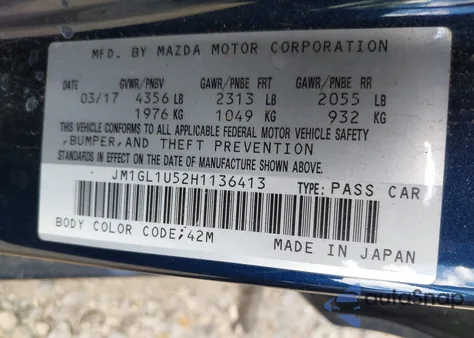 MFD. BY MAZDA MOTOR CORPORATION
DATE GVWR/PNBV GAWR/PNBE FRT GAWR/PNBE RR
03/17 4356 LB 2313 LB 2055 LB
1976 KG 1049 KG 932 KG
THIS VEHICLE CONFORMS TO ALL APPLICABLE FEDERAL MOTOR VEHICLE SAFETY
,BUMPER,AND THEFT PREVENTION
STANDARDS IN EFFECT ON THE DATE OF MANUFACTURE SHOWN ABOVE.
JM1GL1U52H1136413 TYPE: PASS CAR
BODY COLOR CODE;42M
MADE IN JAPAN
autoSnap